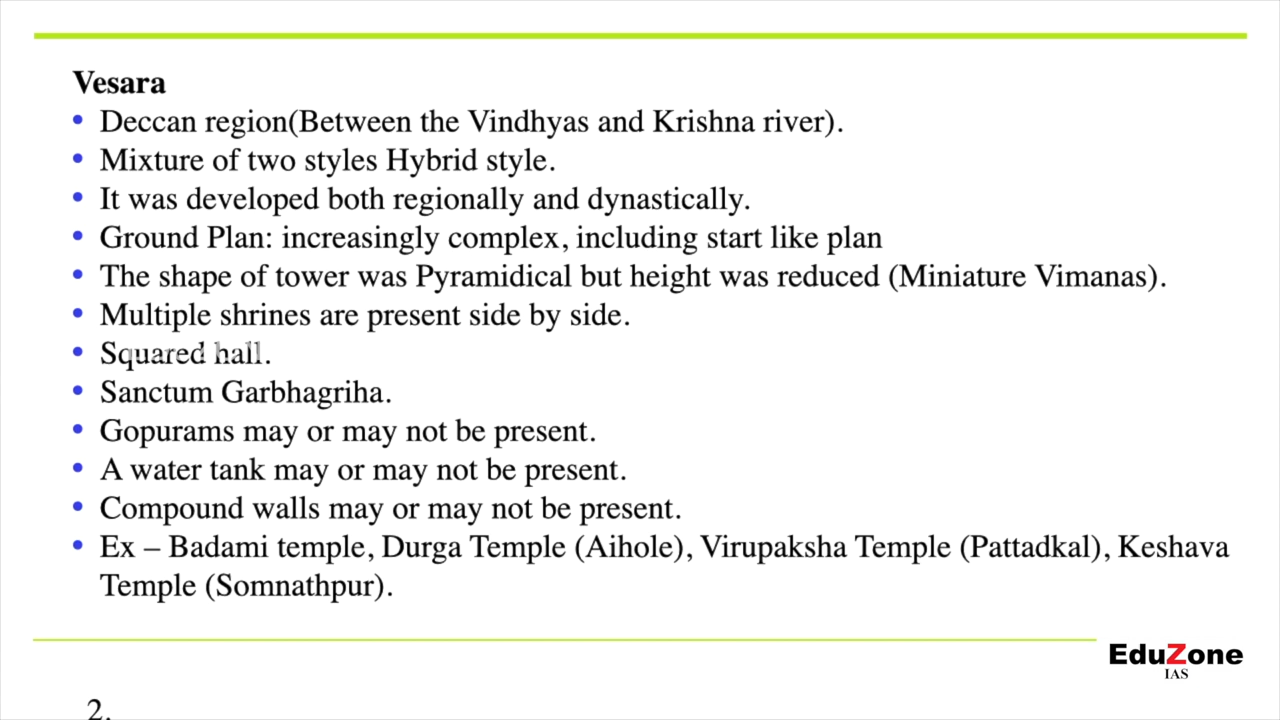 Vesara
• Deccan region(Between the Vindhyas and Krishna river).
• Mixture of two styles Hybrid style.
• It was developed both regionally and dynastically.
• Ground Plan: increasingly complex, including start like plan
• The shape of tower was Pyramidical but height was reduced (Miniature Vimanas).
• Multiple shrines are present side by side.
• Squared hall.
• Sanctum Garbhagriha.
• Gopurams may or may not be present.
• A water tank may or may not be present.
• Compound walls may or may not be present.
• Ex – Badami temple, Durga Temple (Aihole), Virupaksha Temple (Pattadkal), Keshava
Temple (Somnathpur).
EduZone
IAS
2.